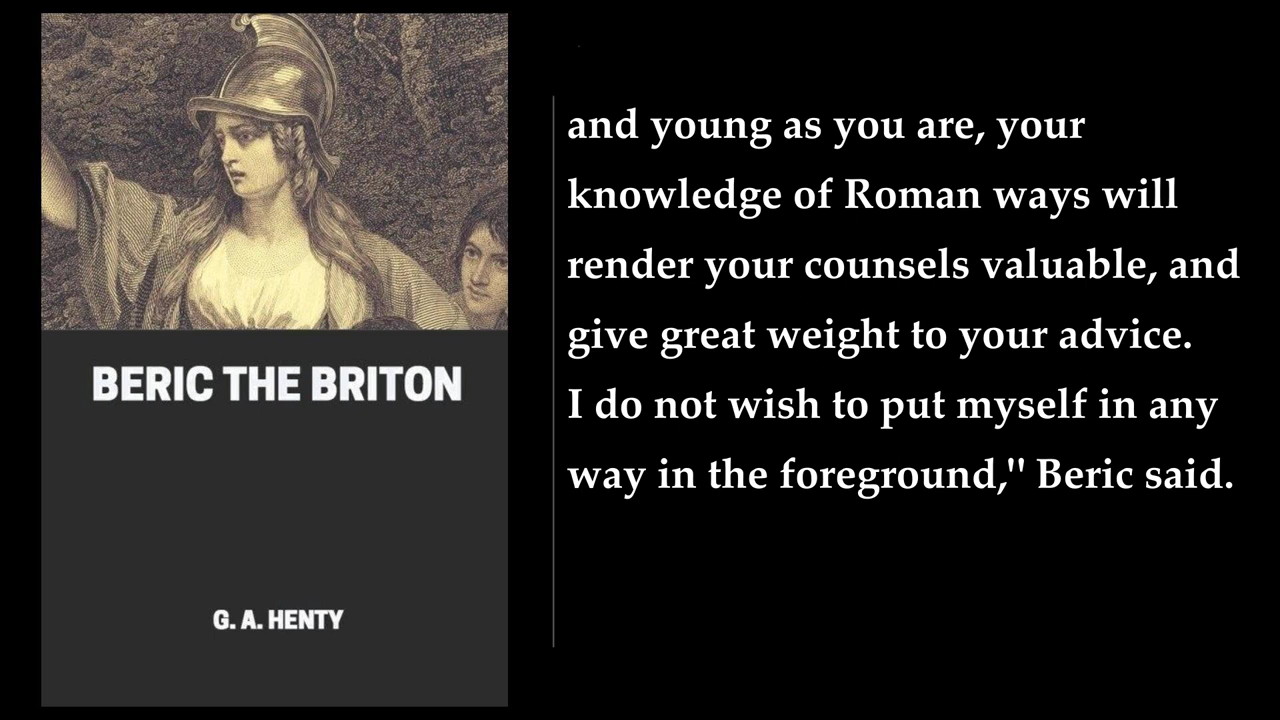 BERIC THE BRITON
G. A. HENTY
and young as you are, your
knowledge of Roman ways will
render your counsels valuable, and
give great weight to your advice.
I do not wish to put myself in any
way in the foreground," Beric said.